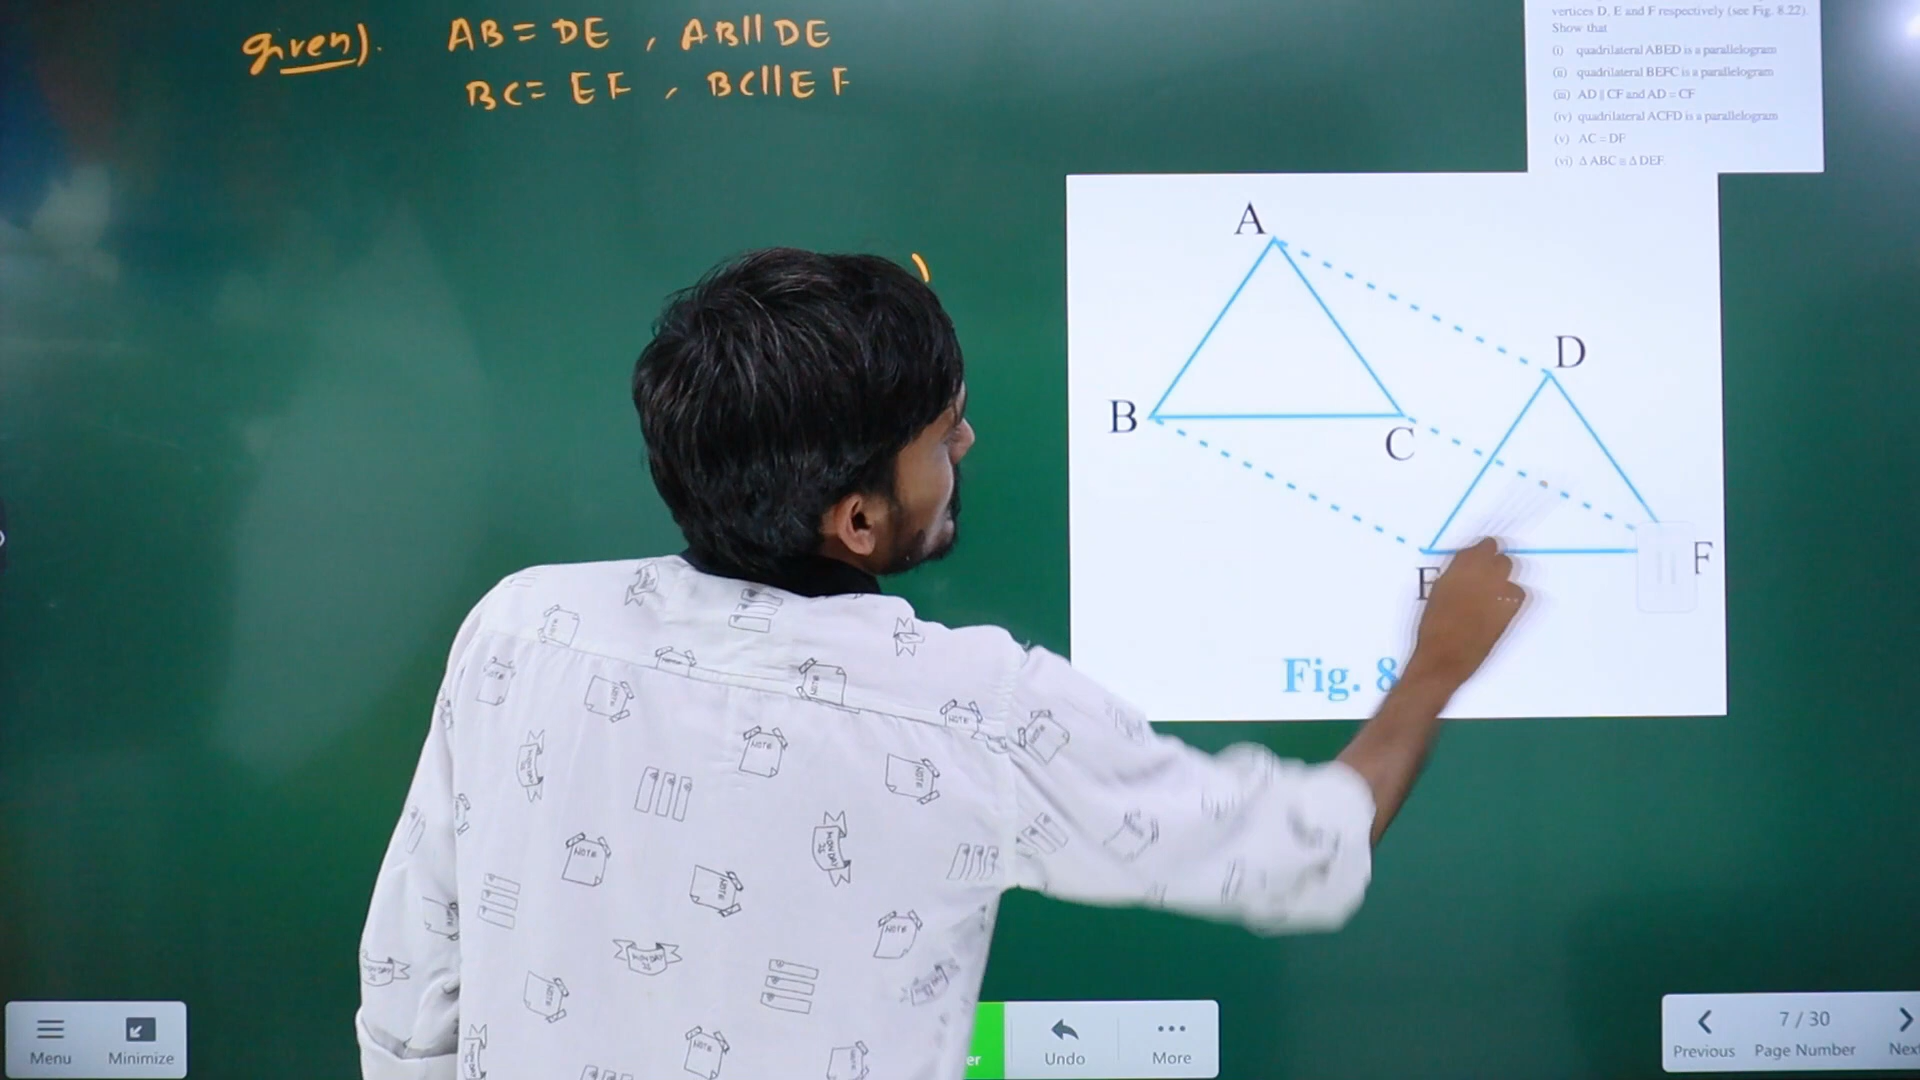 given). AB = DE , AB || DE
BC = EF , BC || EF
vertices D, E and F respectively (see Fig. 8.22).
Show that
(i) quadrilateral ABED is a parallelogram
(ii) quadrilateral BEFC is a parallelogram
(iii) AD || CF and AD = CF
(iv) quadrilateral ACFD is a parallelogram
(v) AC = DF
(vi) Δ ABC ≅ Δ DEF.
A
D
B
C
E
F
Fig. 8
Menu
Minimize
Undo
More
7 / 30
Previous
Page Number